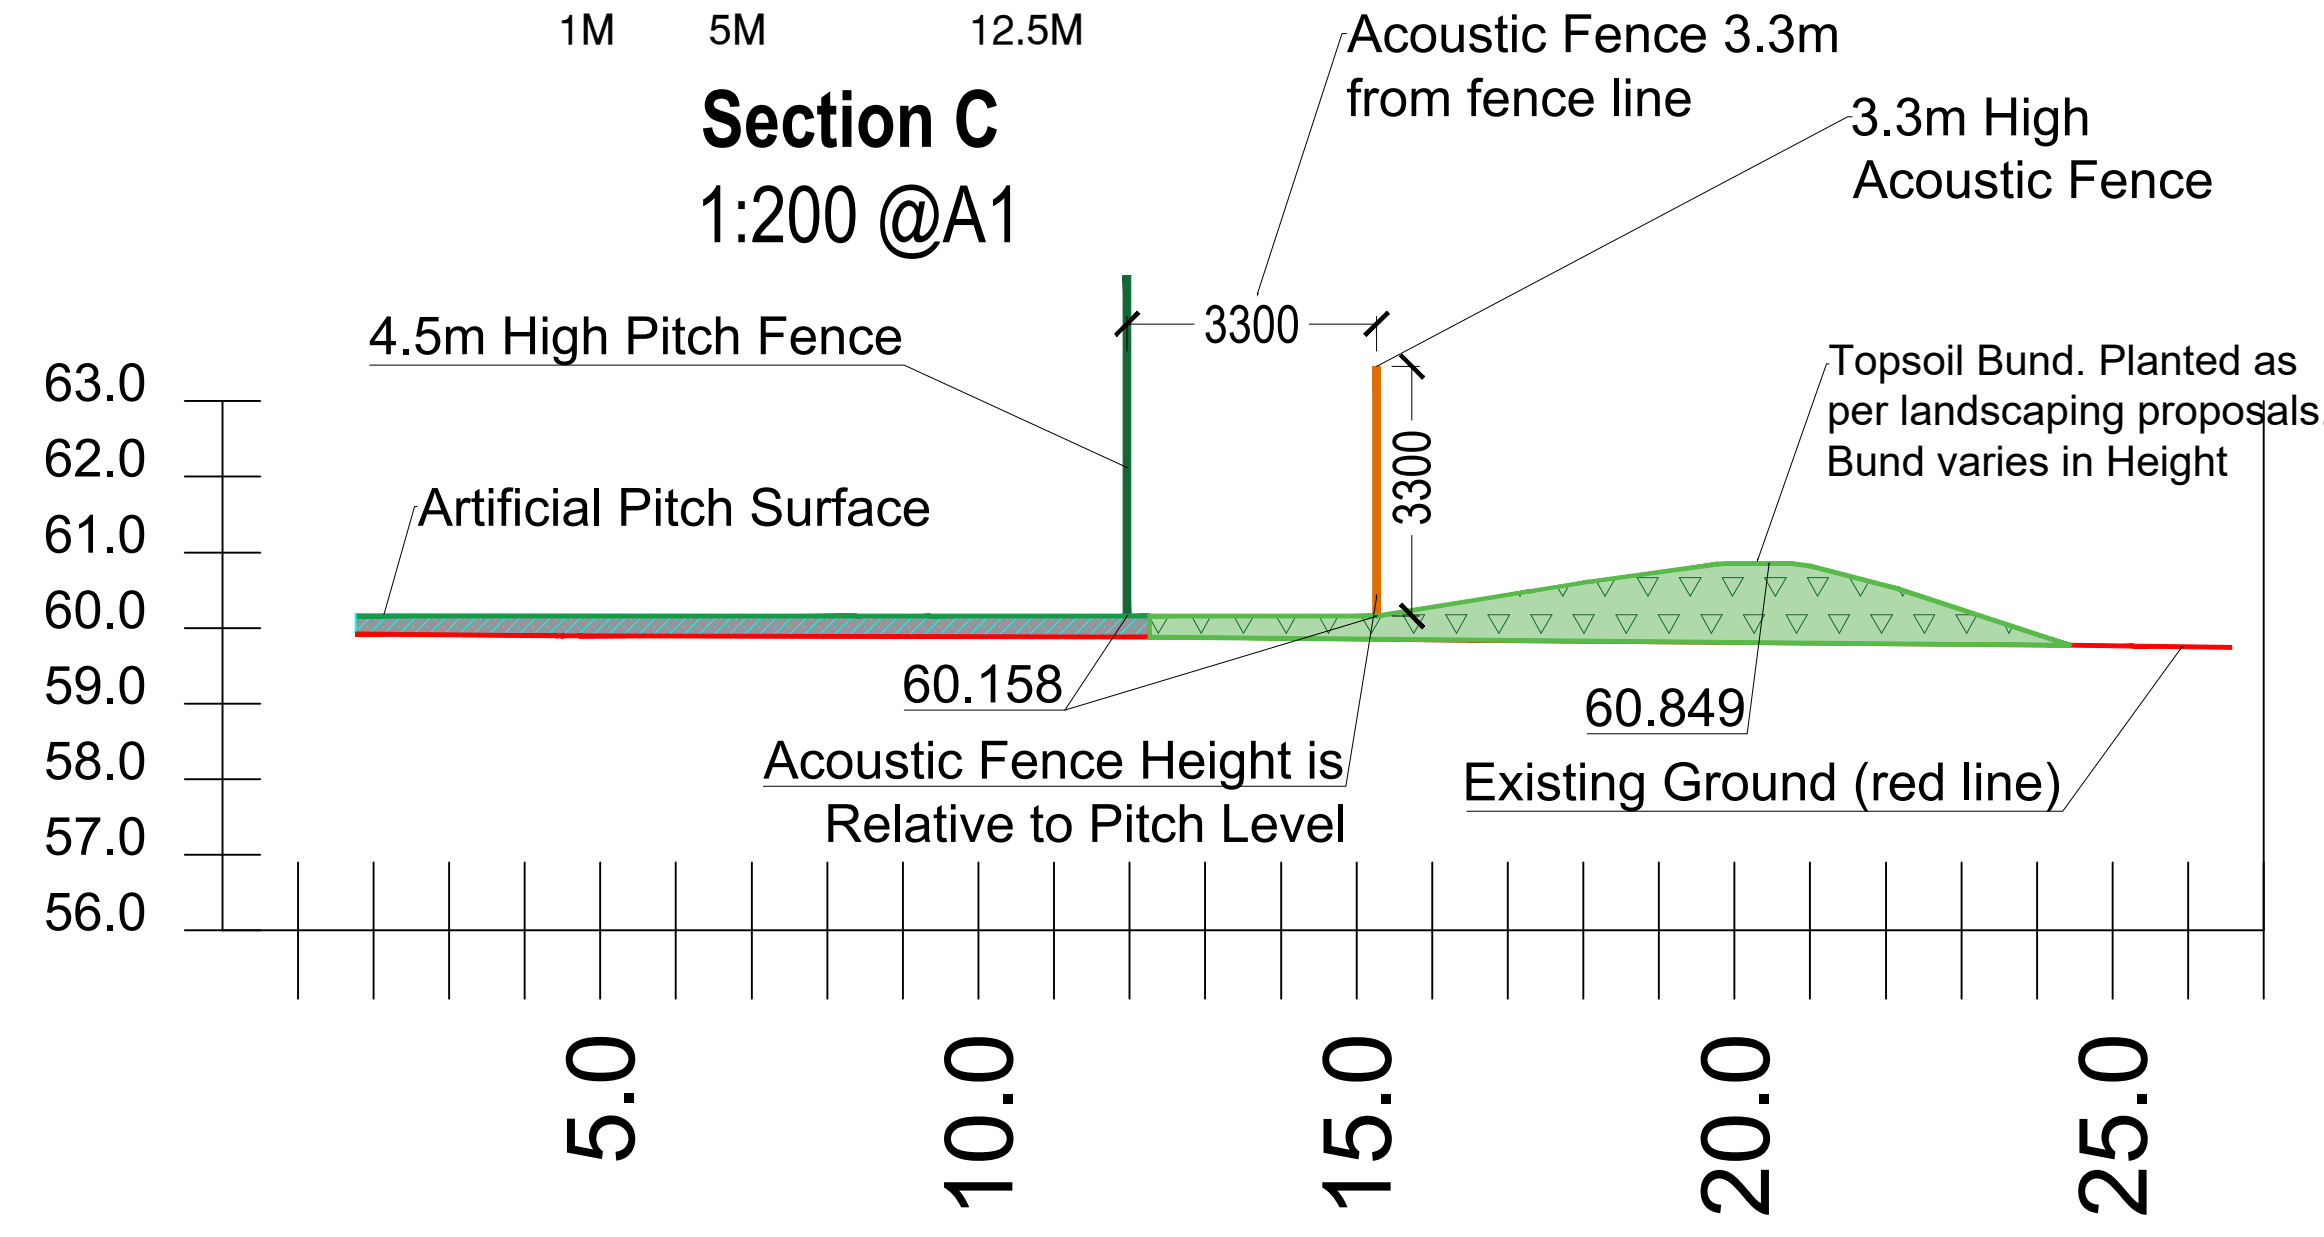 1M 5M 12.5M
Section C
1:200 @A1
Acoustic Fence 3.3m
from fence line
3.3m High
Acoustic Fence
4.5m High Pitch Fence
3300
3300
Topsoil Bund. Planted as
per landscaping proposals.
Bund varies in Height
Artificial Pitch Surface
63.0
62.0
61.0
60.0
59.0
58.0
57.0
56.0
60.158
60.849
Acoustic Fence Height is
Relative to Pitch Level
Existing Ground (red line)
5.0
10.0
15.0
20.0
25.0